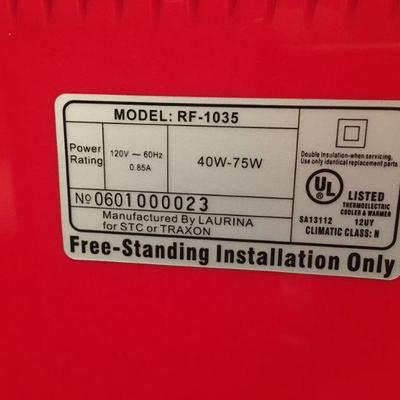 MODEL: RF-1035
Power Rating
120V ~ 60Hz
0.85A
40W-75W
Nº 0601000023
Manufactured By LAURINA
for STC or TRAXON
Double Insulation-when servicing,
Use only identical replacement parts
UL
LISTED
THERMOELECTRIC
COOLER & WARMER
SA13112 12UY
CLIMATIC CLASS: N
Free-Standing Installation Only